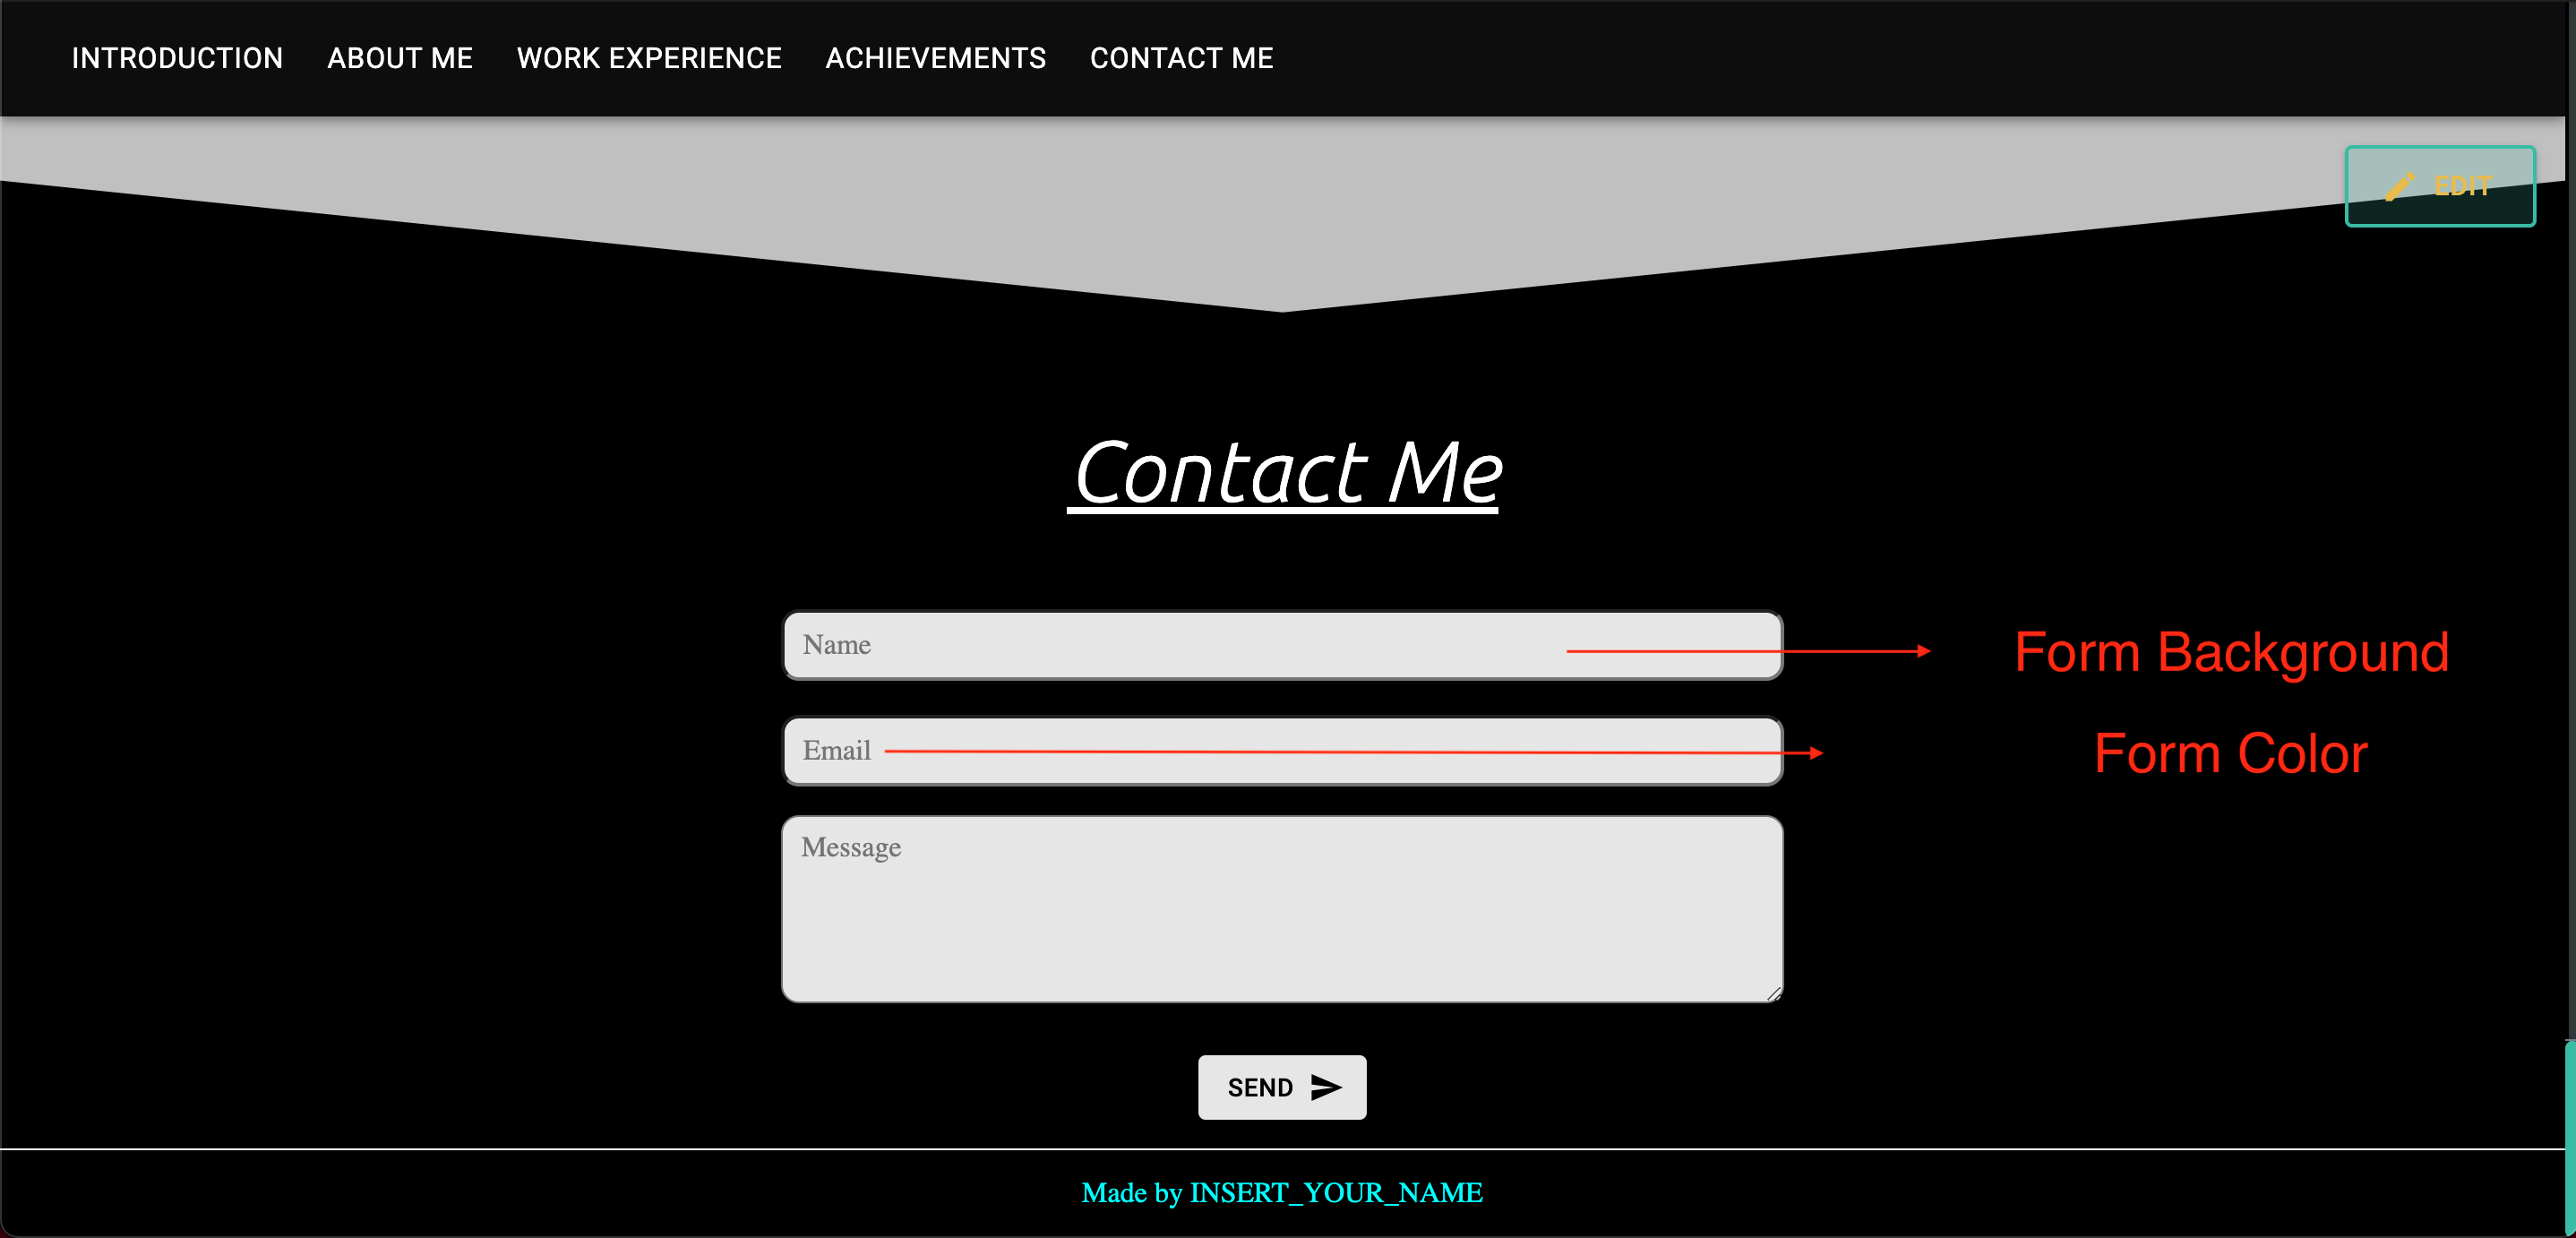 INTRODUCTION ABOUT ME WORK EXPERIENCE ACHIEVEMENTS CONTACT ME
EDIT
Contact Me
Name
Form Background
Email
Form Color
Message
SEND
Made by INSERT_YOUR_NAME